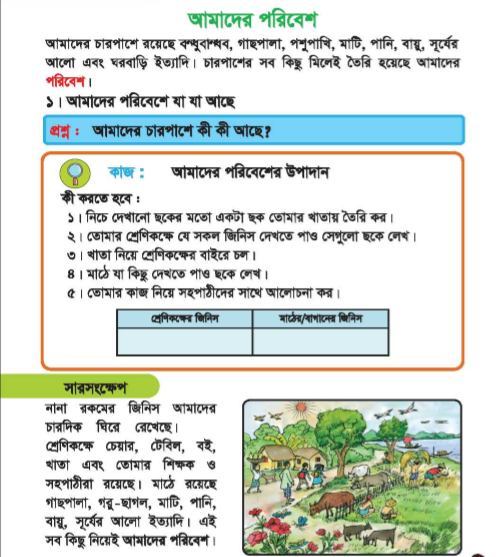 আমাদের পরিবেশ
আমাদের চারপাশে রয়েছে বন্ধুবান্ধব, গাছপালা, পশুপাখি, মাটি, পানি, বায়ু, সূর্যের
আলো এবং ঘরবাড়ি ইত্যাদি। চারপাশের সব কিছু মিলেই তৈরি হয়েছে আমাদের
পরিবেশ।
১। আমাদের পরিবেশে যা যা আছে
প্রশ্ন : আমাদের চারপাশে কী কী আছে?
কাজ : আমাদের পরিবেশের উপাদান
কী করতে হবে :
১। নিচে দেখানো ছকের মতো একটা ছক তোমার খাতায় তৈরি কর।
২। তোমার শ্রেণিকক্ষে যে সকল জিনিস দেখতে পাও সেগুলো ছকে লেখ।
৩। খাতা নিয়ে শ্রেণিকক্ষের বাইরে চল।
৪। মাঠে যা কিছু দেখতে পাও ছকে লেখ।
৫। তোমার কাজ নিয়ে সহপাঠীদের সাথে আলোচনা কর।
শ্রেণিকক্ষের জিনিস মাঠের/বাগানের জিনিস
সারসংক্ষেপ
নানা রকমের জিনিস আমাদের
চারদিক ঘিরে রেখেছে।
শ্রেণিকক্ষে চেয়ার, টেবিল, বই,
খাতা এবং তোমার শিক্ষক ও
সহপাঠীরা রয়েছে। মাঠে রয়েছে
গাছপালা, গরু-ছাগল, মাটি, পানি,
বায়ু, সূর্যের আলো ইত্যাদি। এই
সব কিছু নিয়েই আমাদের পরিবেশ।